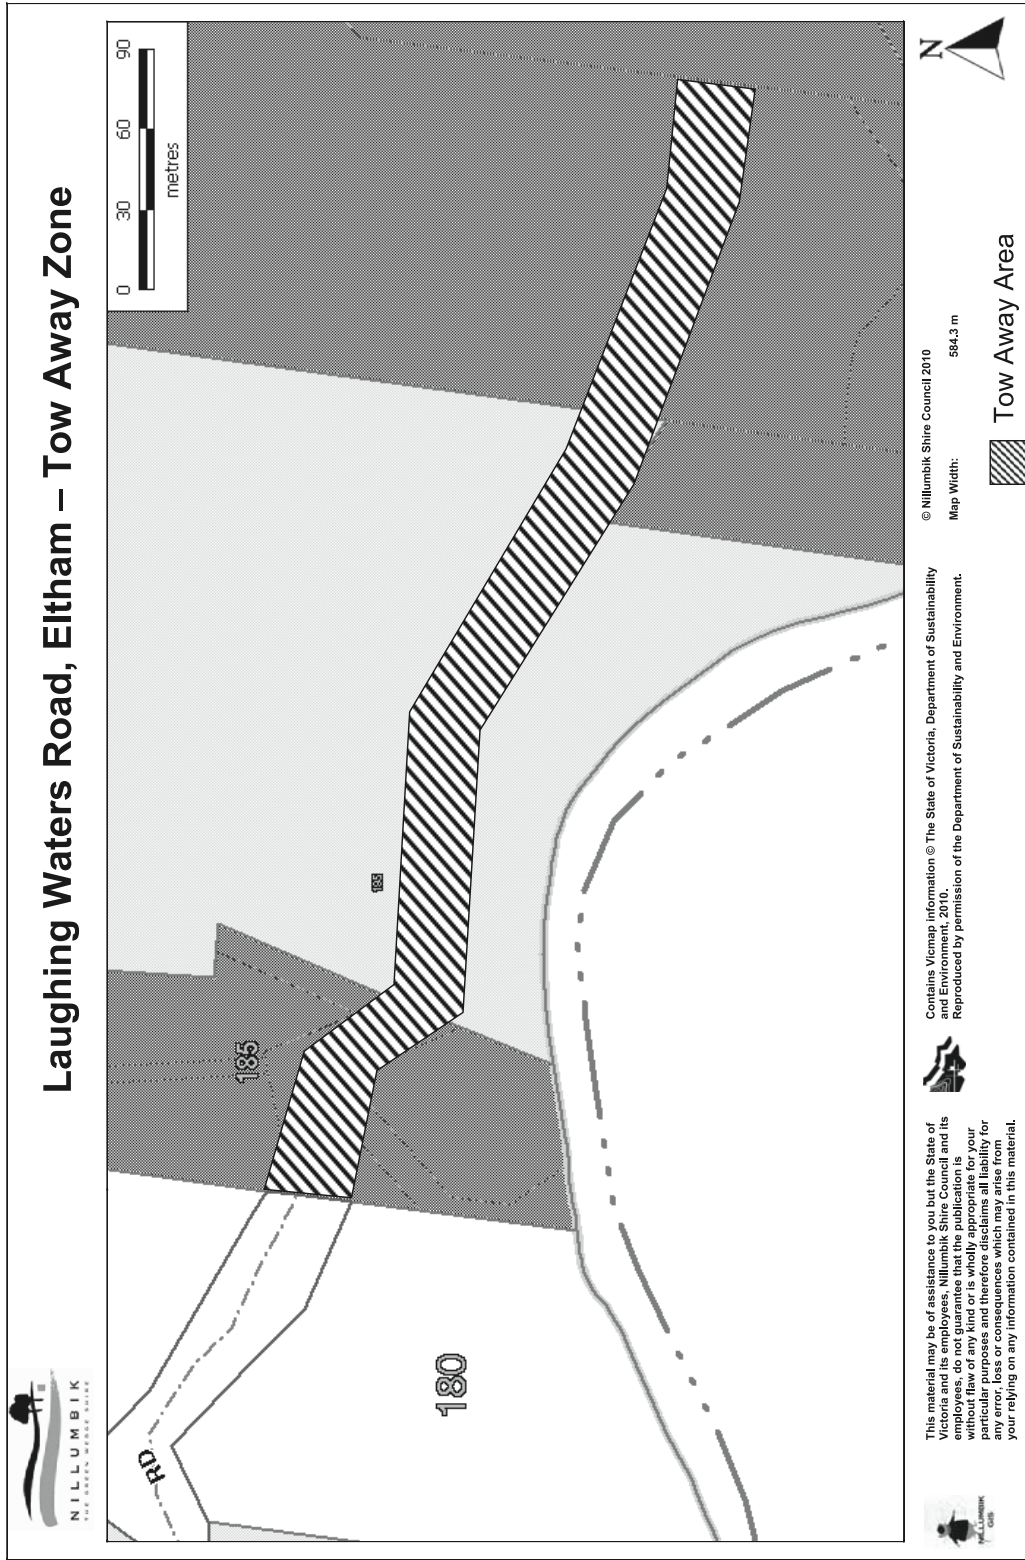 NILLUMBIK
THE GREEN WEDGE SHIRE
Laughing Waters Road, Eltham – Tow Away Zone
0 30 60 90
metres
185
185
RD
180
N
NILLUMBIK
GIS
This material may be of assistance to you but the State of
Victoria and its employees, Nillumbik Shire Council and its
employees, do not guarantee that the publication is
without flaw of any kind or is wholly appropriate for your
particular purposes and therefore disclaims all liability for
any error, loss or consequences which may arise from
your relying on any information contained in this material.
Contains Vicmap information © The State of Victoria, Department of Sustainability
and Environment, 2010.
Reproduced by permission of the Department of Sustainability and Environment.
© Nillumbik Shire Council 2010
Map Width: 584.3 m
Tow Away Area